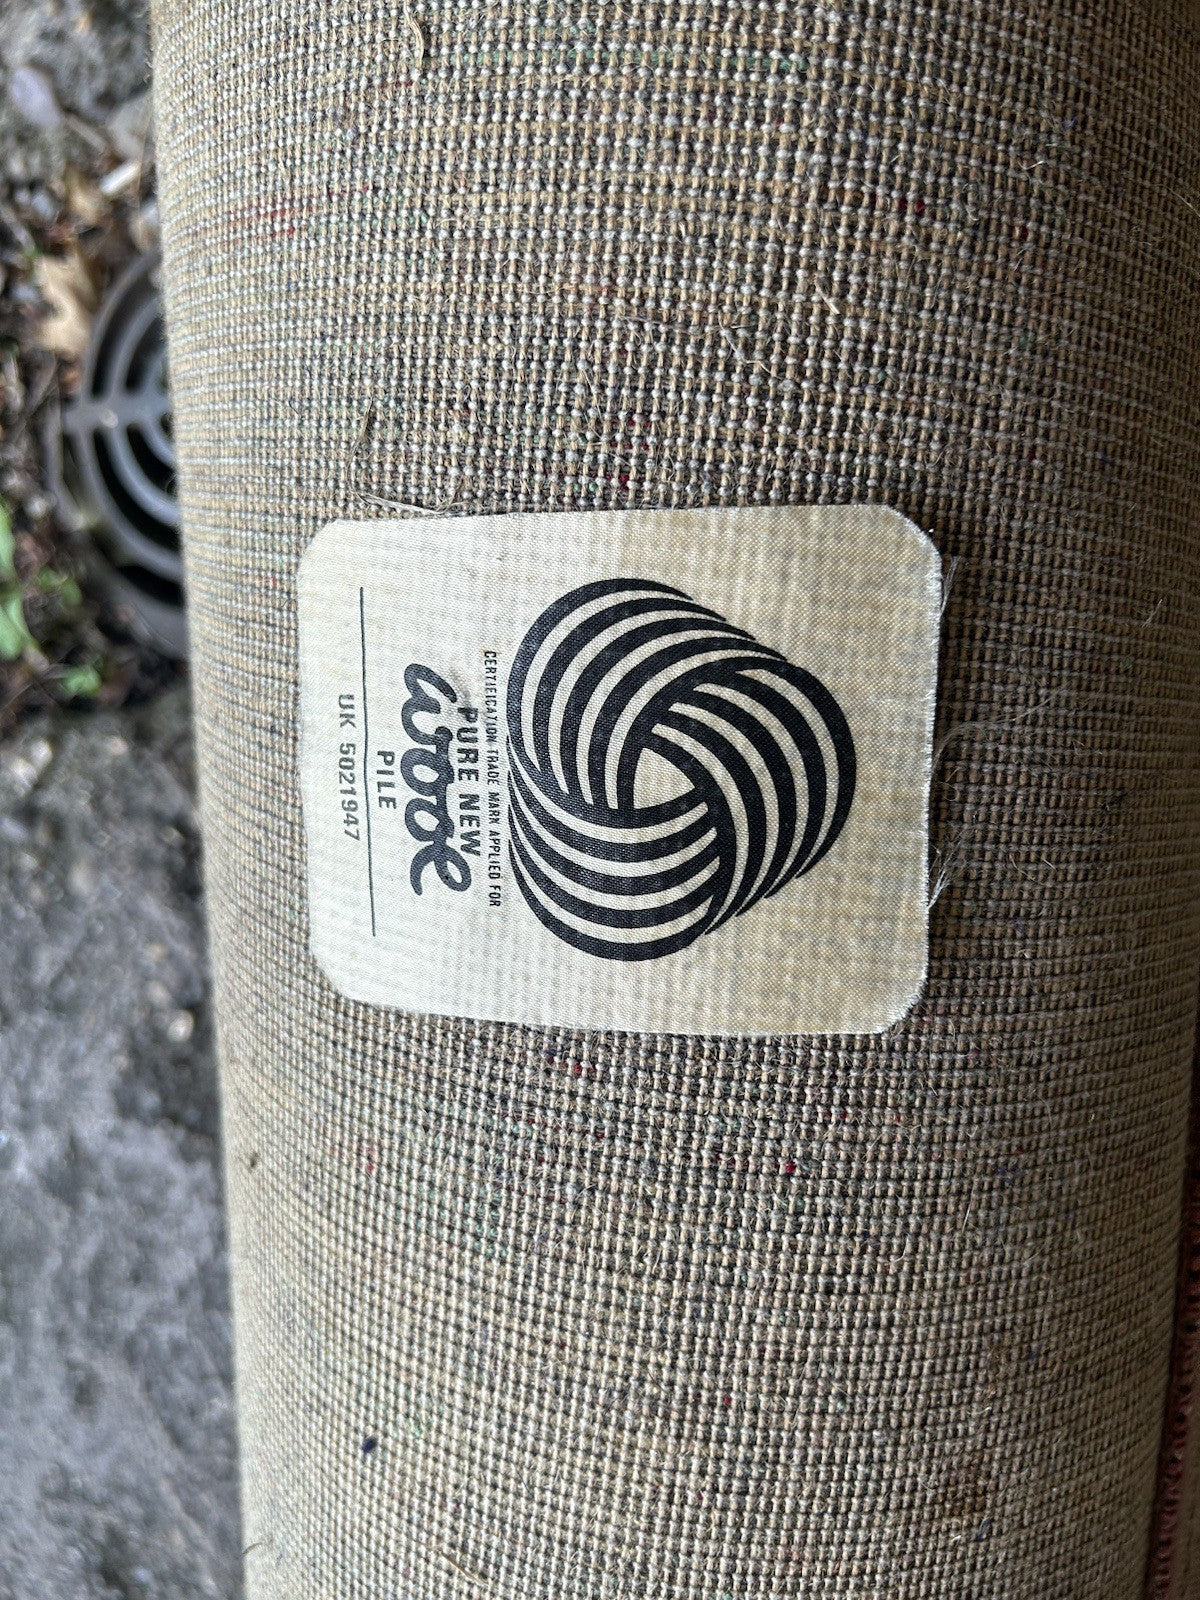 CERTIFICATION TRADE MARK APPLIED FOR
PURE NEW
WOOL
PILE
UK 5021947